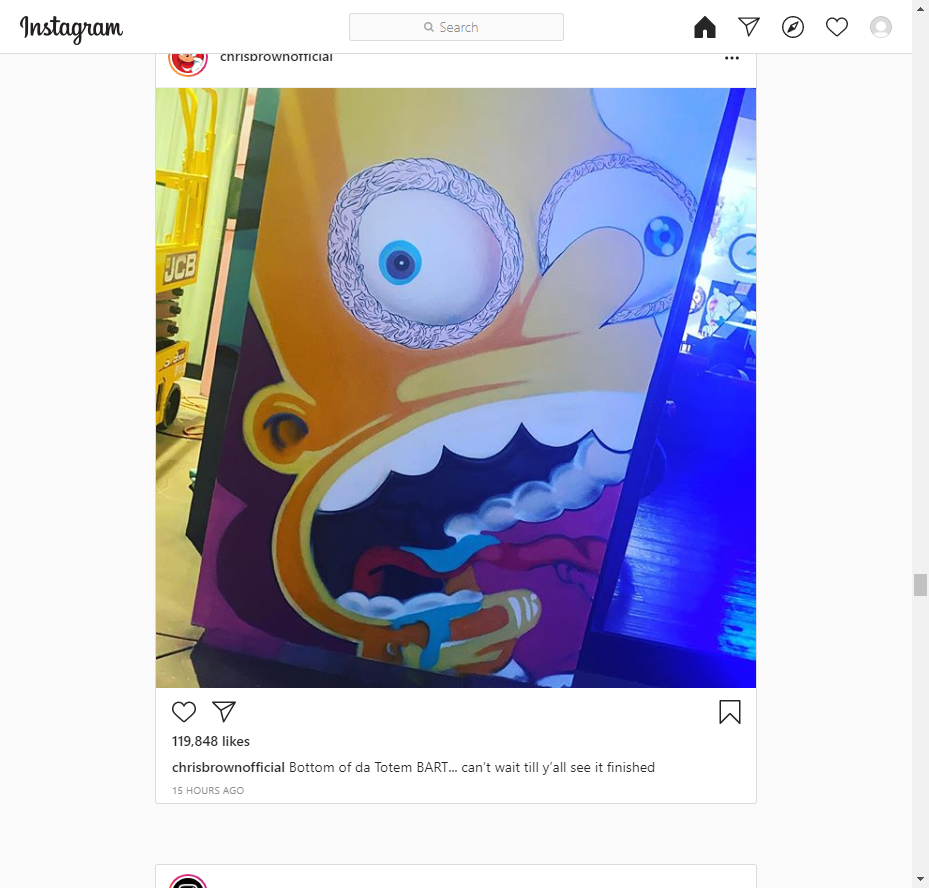 Instagram
Search
chrisbrownofficial
JCB
119,848 likes
chrisbrownofficial Bottom of da Totem BART... can't wait till y'all see it finished
15 HOURS AGO